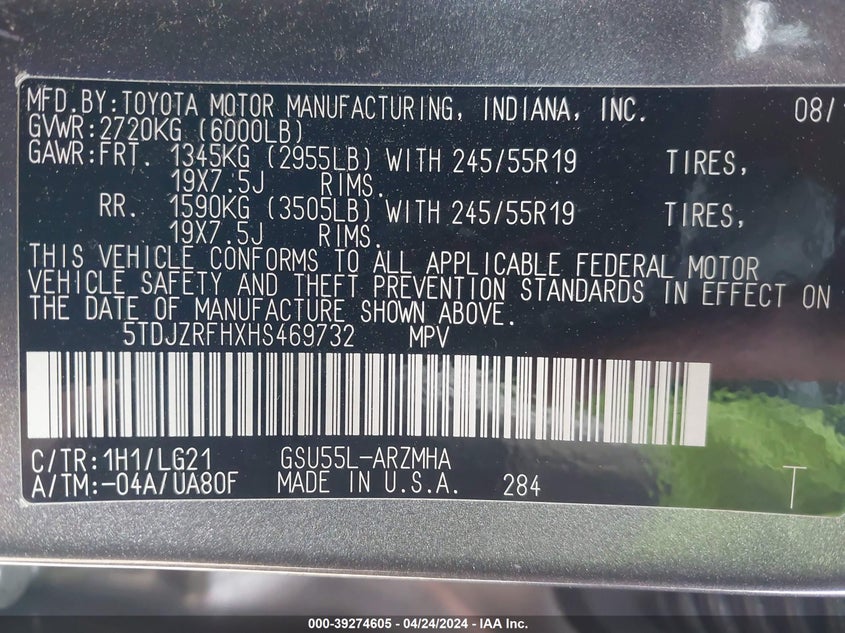 MFD.BY:TOYOTA MOTOR MANUFACTURING, INDIANA, INC. 08/
GVWR:2720KG (6000LB)
GAWR:FRT. 1345KG (2955LB) WITH 245/55R19 TIRES,
19X7.5J RIMS.
RR. 1590KG (3505LB) WITH 245/55R19 TIRES,
19X7.5J RIMS.
THIS VEHICLE CONFORMS TO ALL APPLICABLE FEDERAL MOTOR
VEHICLE SAFETY AND THEFT PREVENTION STANDARDS IN EFFECT ON
THE DATE OF MANUFACTURE SHOWN ABOVE.
5TDJZRFHXHS469732 MPV
C/TR:1H1/LG21 GSU55L-ARZMHA
A/TM:-04A/UA80F MADE IN U.S.A. 284 T
000-39274605 - 04/24/2024 - IAA Inc.